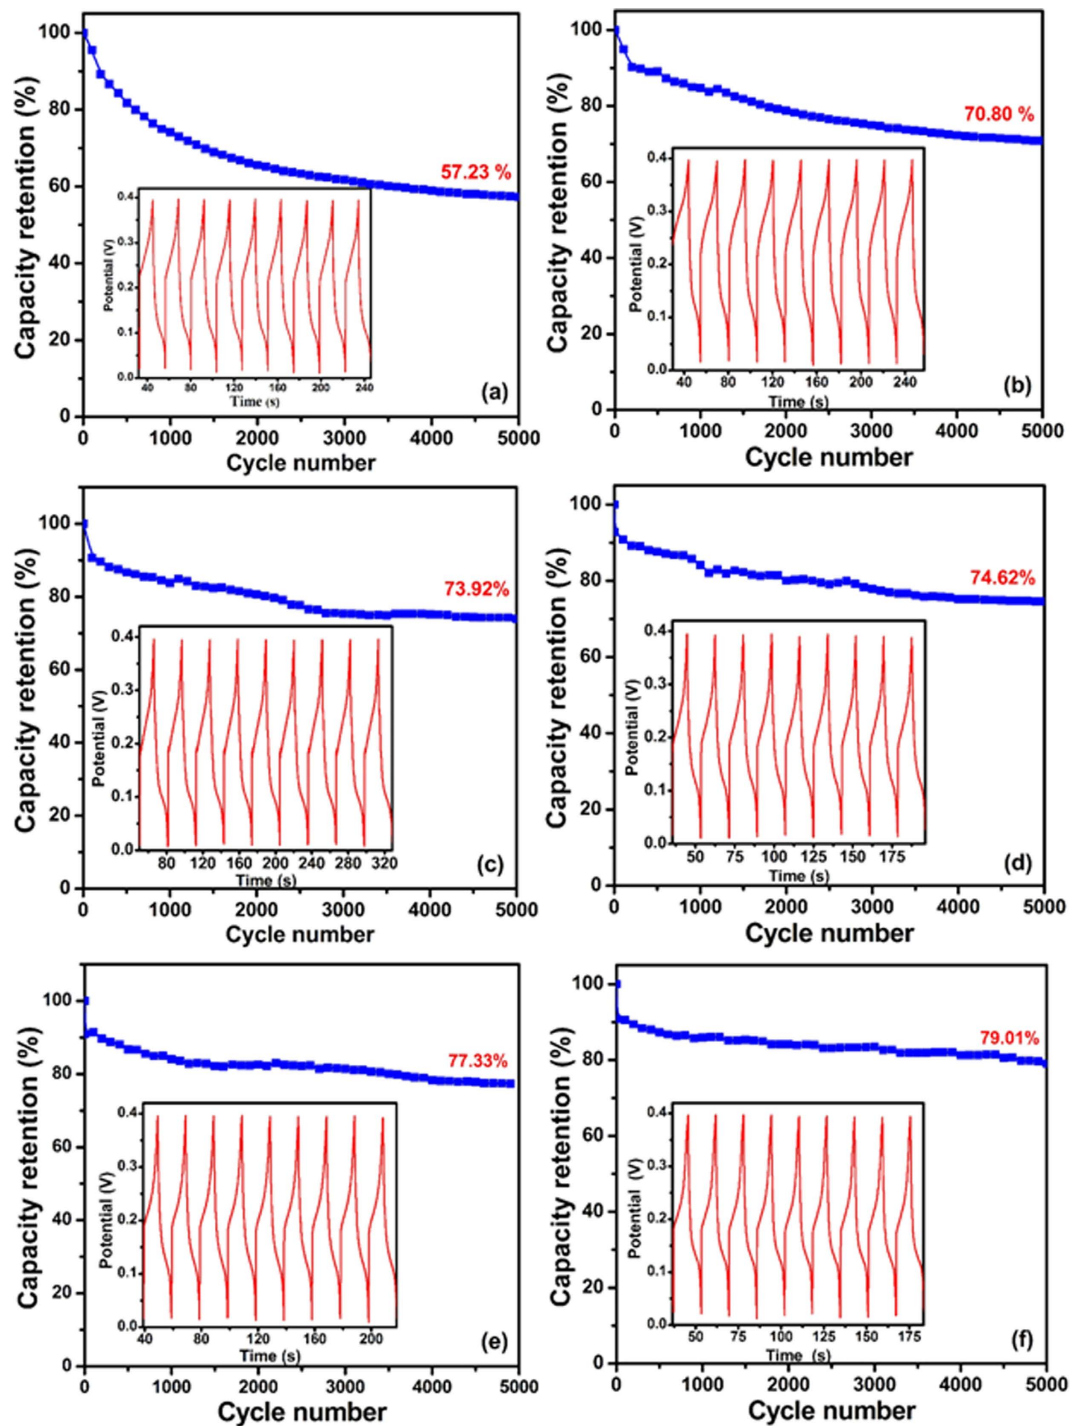 Capacity retention (%)
100
80
60
40
20
0
57.23 %
Potential (V)
0.4
0.3
0.2
0.1
0.0
40 80 120 160 200 240
Time (s)
(a)
0 1000 2000 3000 4000 5000
Cycle number
Capacity retention (%)
100
80
60
40
20
0
70.80 %
Potential (V)
0.4
0.3
0.2
0.1
0.0
40 80 120 160 200 240
Time (s)
(b)
0 1000 2000 3000 4000 5000
Cycle number
Capacity retention (%)
100
80
60
40
20
0
73.92%
Potential (V)
0.4
0.3
0.2
0.1
0.0
80 120 160 200 240 280 320
Time (s)
(c)
0 1000 2000 3000 4000 5000
Cycle number
Capacity retention (%)
100
80
60
40
20
0
74.62%
Potential (V)
0.4
0.3
0.2
0.1
0.0
50 75 100 125 150 175
Time (s)
(d)
0 1000 2000 3000 4000 5000
Cycle number
Capacity retention (%)
100
80
60
40
20
0
77.33%
Potential (V)
0.4
0.3
0.2
0.1
0.0
40 80 120 160 200
Time (s)
(e)
0 1000 2000 3000 4000 5000
Cycle number
Capacity retention (%)
100
80
60
40
20
0
79.01%
Potential (V)
0.4
0.3
0.2
0.1
0.0
50 75 100 125 150 175
Time (s)
(f)
0 1000 2000 3000 4000 5000
Cycle number